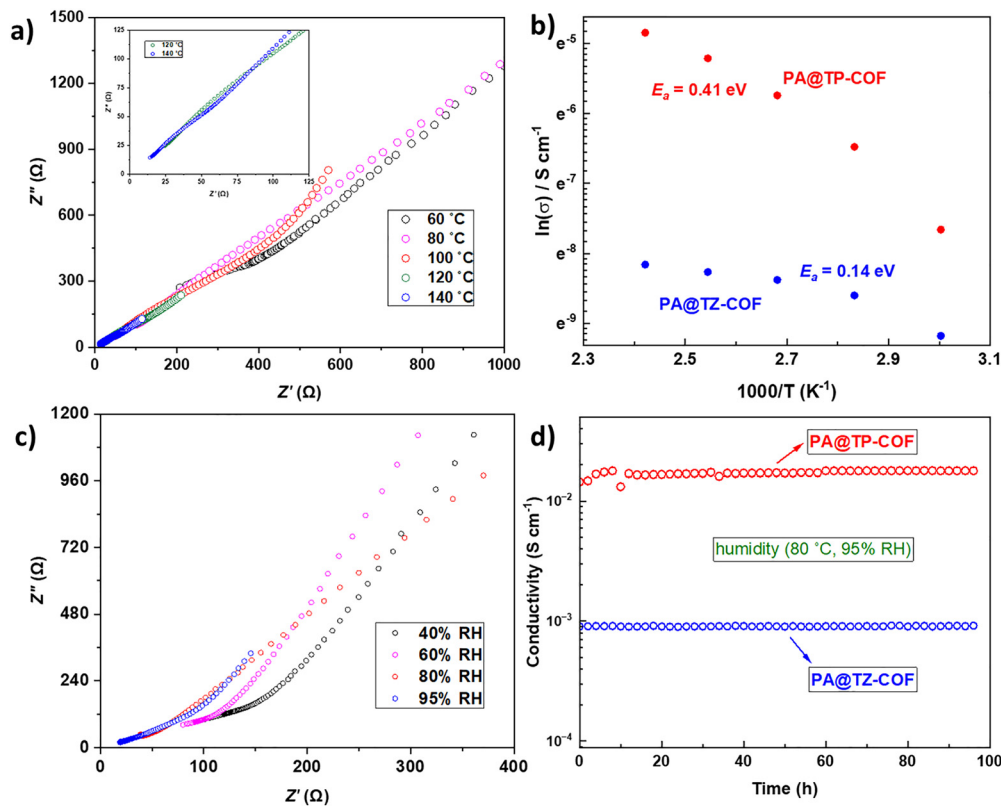 a)
1500
1200
900
600
300
0
Z″ (Ω)
0 200 400 600 800 1000
Z′ (Ω)
60 ˚C
80 ˚C
100 ˚C
120 ˚C
140 ˚C
125
100
75
50
25
0
Z″ (Ω)
0 25 50 75 100 125
Z′ (Ω)
120 °C
140 °C
b)
e⁻⁵
e⁻⁶
e⁻⁷
e⁻⁸
e⁻⁹
ln(σ) / S cm⁻¹
PA@TP-COF
Eₐ = 0.41 eV
Eₐ = 0.14 eV
PA@TZ-COF
2.3 2.5 2.7 2.9 3.1
1000/T (K⁻¹)
c)
1200
960
720
480
240
0
Z″ (Ω)
40% RH
60% RH
80% RH
95% RH
0 100 200 300 400
Z′ (Ω)
d)
10⁻²
10⁻³
10⁻⁴
Conductivity (S cm⁻¹)
PA@TP-COF
humidity (80 ˚C, 95% RH)
PA@TZ-COF
0 20 40 60 80 100
Time (h)